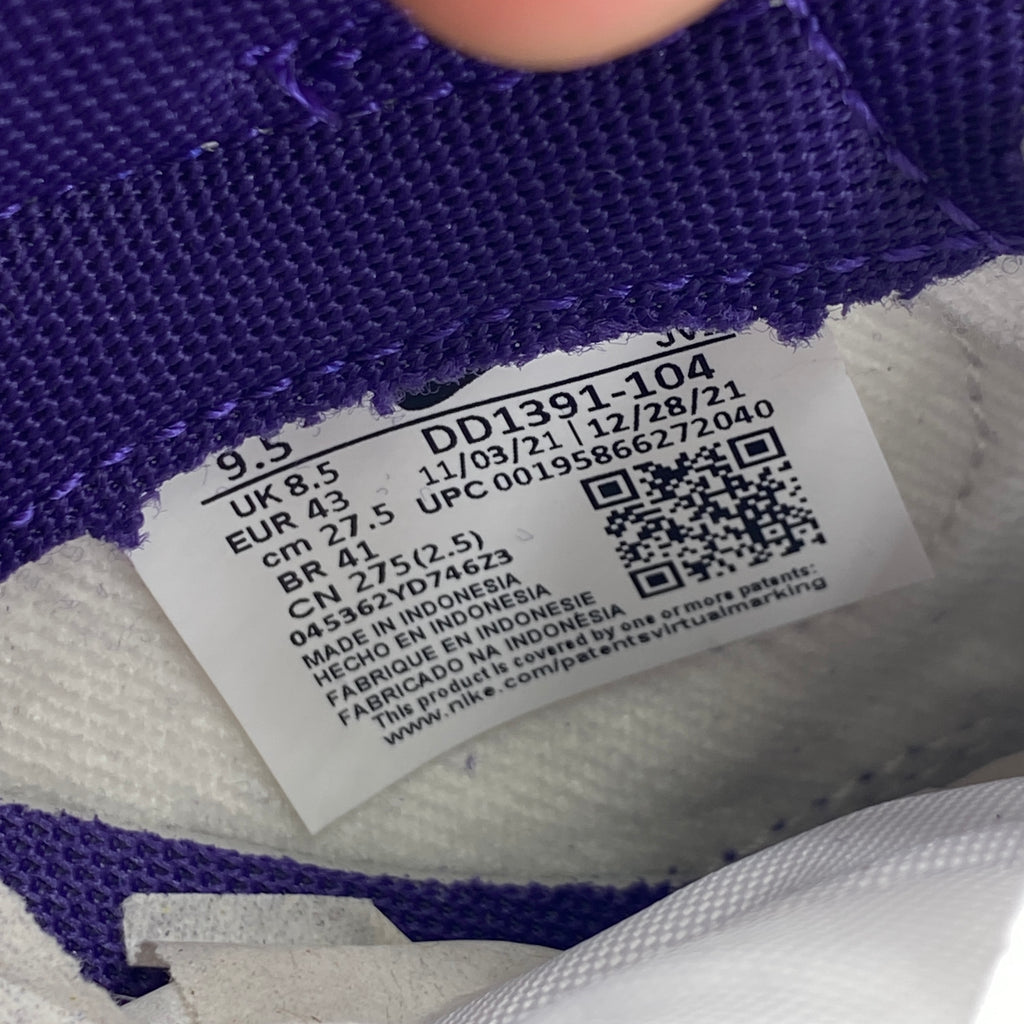 9.5
DD1391-104
UK 8.5
11/03/21 | 12/28/21
EUR 43
UPC 00195866272040
cm 27.5
BR 41
CN 275(2.5)
045362YD746Z3
MADE IN INDONESIA
HECHO EN INDONESIA
FABRIQUE EN INDONESIE
FABRICADO NA INDONÉSIA
This product is covered by one or more patents:
www.nike.com/patentsvirtualmarking